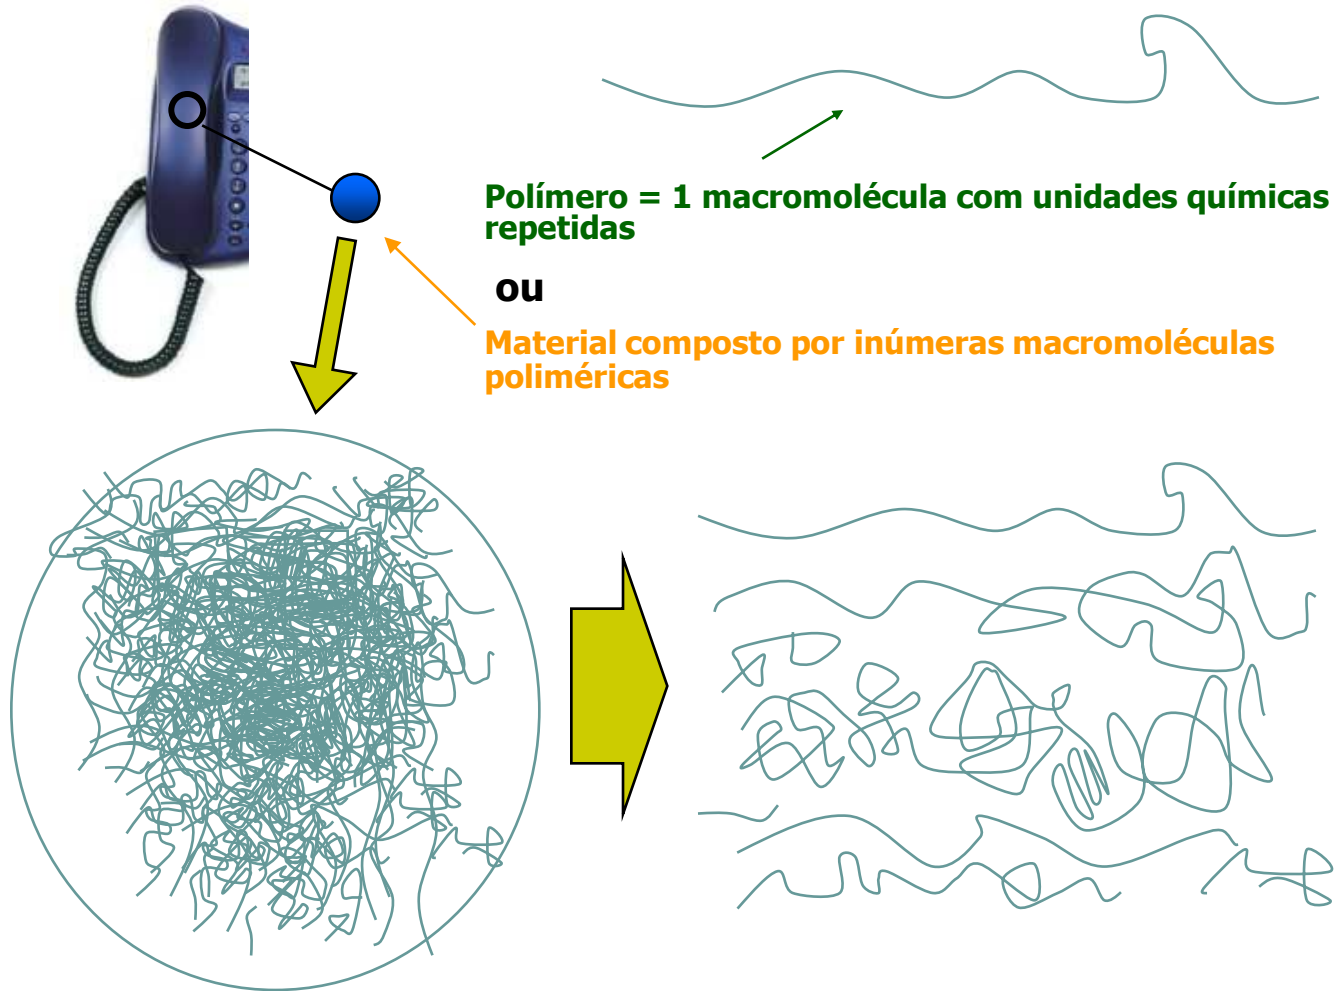 Polímero = 1 macromolécula com unidades químicas
repetidas
ou
Material composto por inúmeras macromoléculas
poliméricas